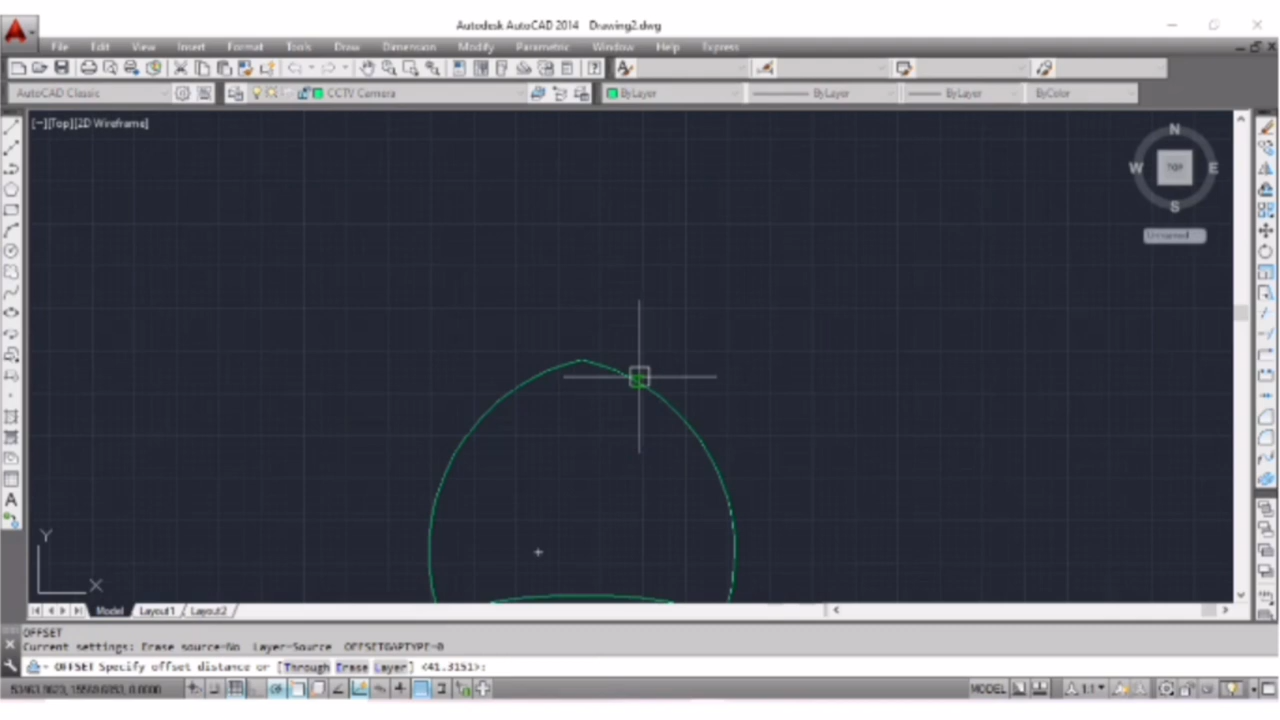 Autodesk AutoCAD 2014 Drawing2.dwg
File Edit View Insert Format Tools Draw Dimension Modify Parametric Window Help Express
AutoCAD Classic CCTV Camera ByLayer ByLayer ByLayer ByColor
[−][Top][2D Wireframe]
N
W TOP E
S
Unnamed
Y
X
Model Layout1 Layout2
OFFSET
Current settings: Erase source=No Layer=Source OFFSETGAPTYPE=0
OFFSET Specify offset distance or [Through Erase Layer] <41.3151>:
MODEL 1:1